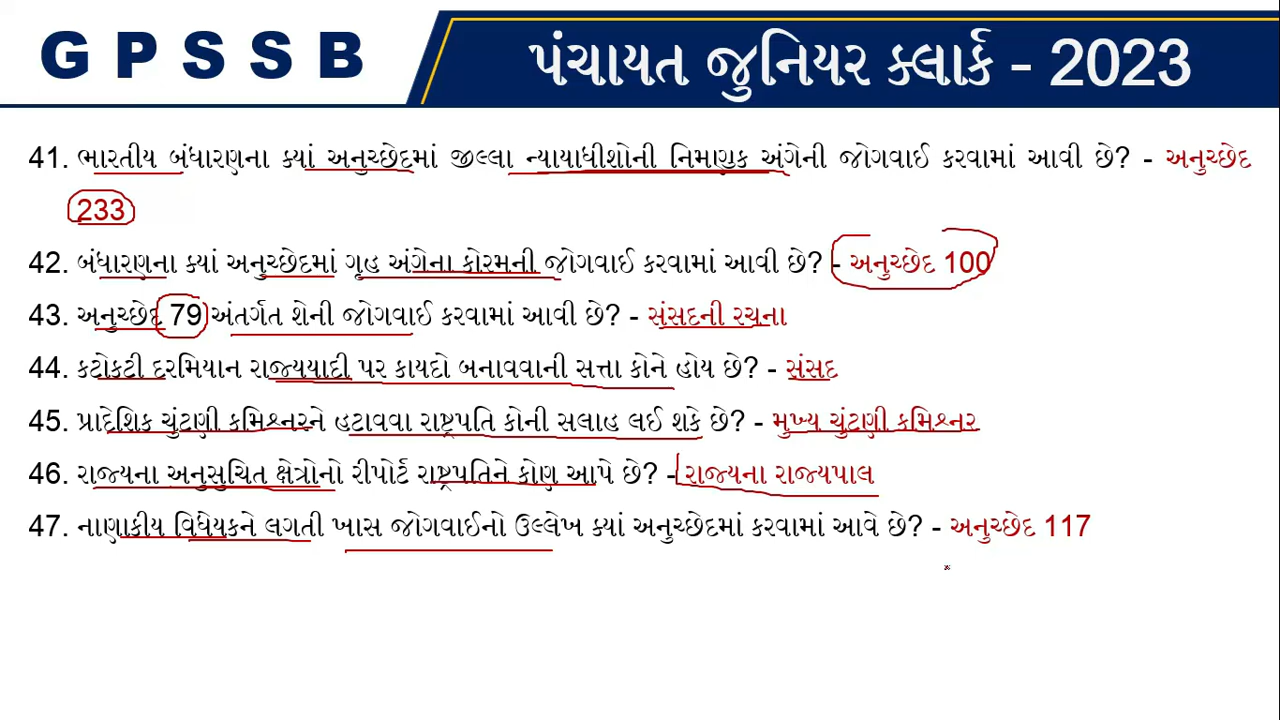 GPSSB
પંચાયત જુનિયર ક્લાર્ક - 2023
41. ભારતીય બંધારણના ક્યાં અનુચ્છેદમાં જીલ્લા ન્યાયાધીશોની નિમણુક અંગેની જોગવાઈ કરવામાં આવી છે? - અનુચ્છેદ
233
42. બંધારણના ક્યાં અનુચ્છેદમાં ગૃહ અંગેના કોરમની જોગવાઈ કરવામાં આવી છે? - અનુચ્છેદ 100
43. અનુચ્છેદ 79 અંતર્ગત શેની જોગવાઈ કરવામાં આવી છે? - સંસદની રચના
44. કટોકટી દરમિયાન રાજ્યયાદી પર કાયદો બનાવવાની સત્તા કોને હોય છે? - સંસદ
45. પ્રાદેશિક ચુંટણી કમિશ્નરને હટાવવા રાષ્ટ્રપતિ કોની સલાહ લઈ શકે છે? - મુખ્ય ચુંટણી કમિશ્નર
46. રાજ્યના અનુસુચિત ક્ષેત્રોનો રીપોર્ટ રાષ્ટ્રપતિને કોણ આપે છે? - રાજ્યના રાજ્યપાલ
47. નાણાકીય વિધેયકને લગતી ખાસ જોગવાઈનો ઉલ્લેખ ક્યાં અનુચ્છેદમાં કરવામાં આવે છે? - અનુચ્છેદ 117